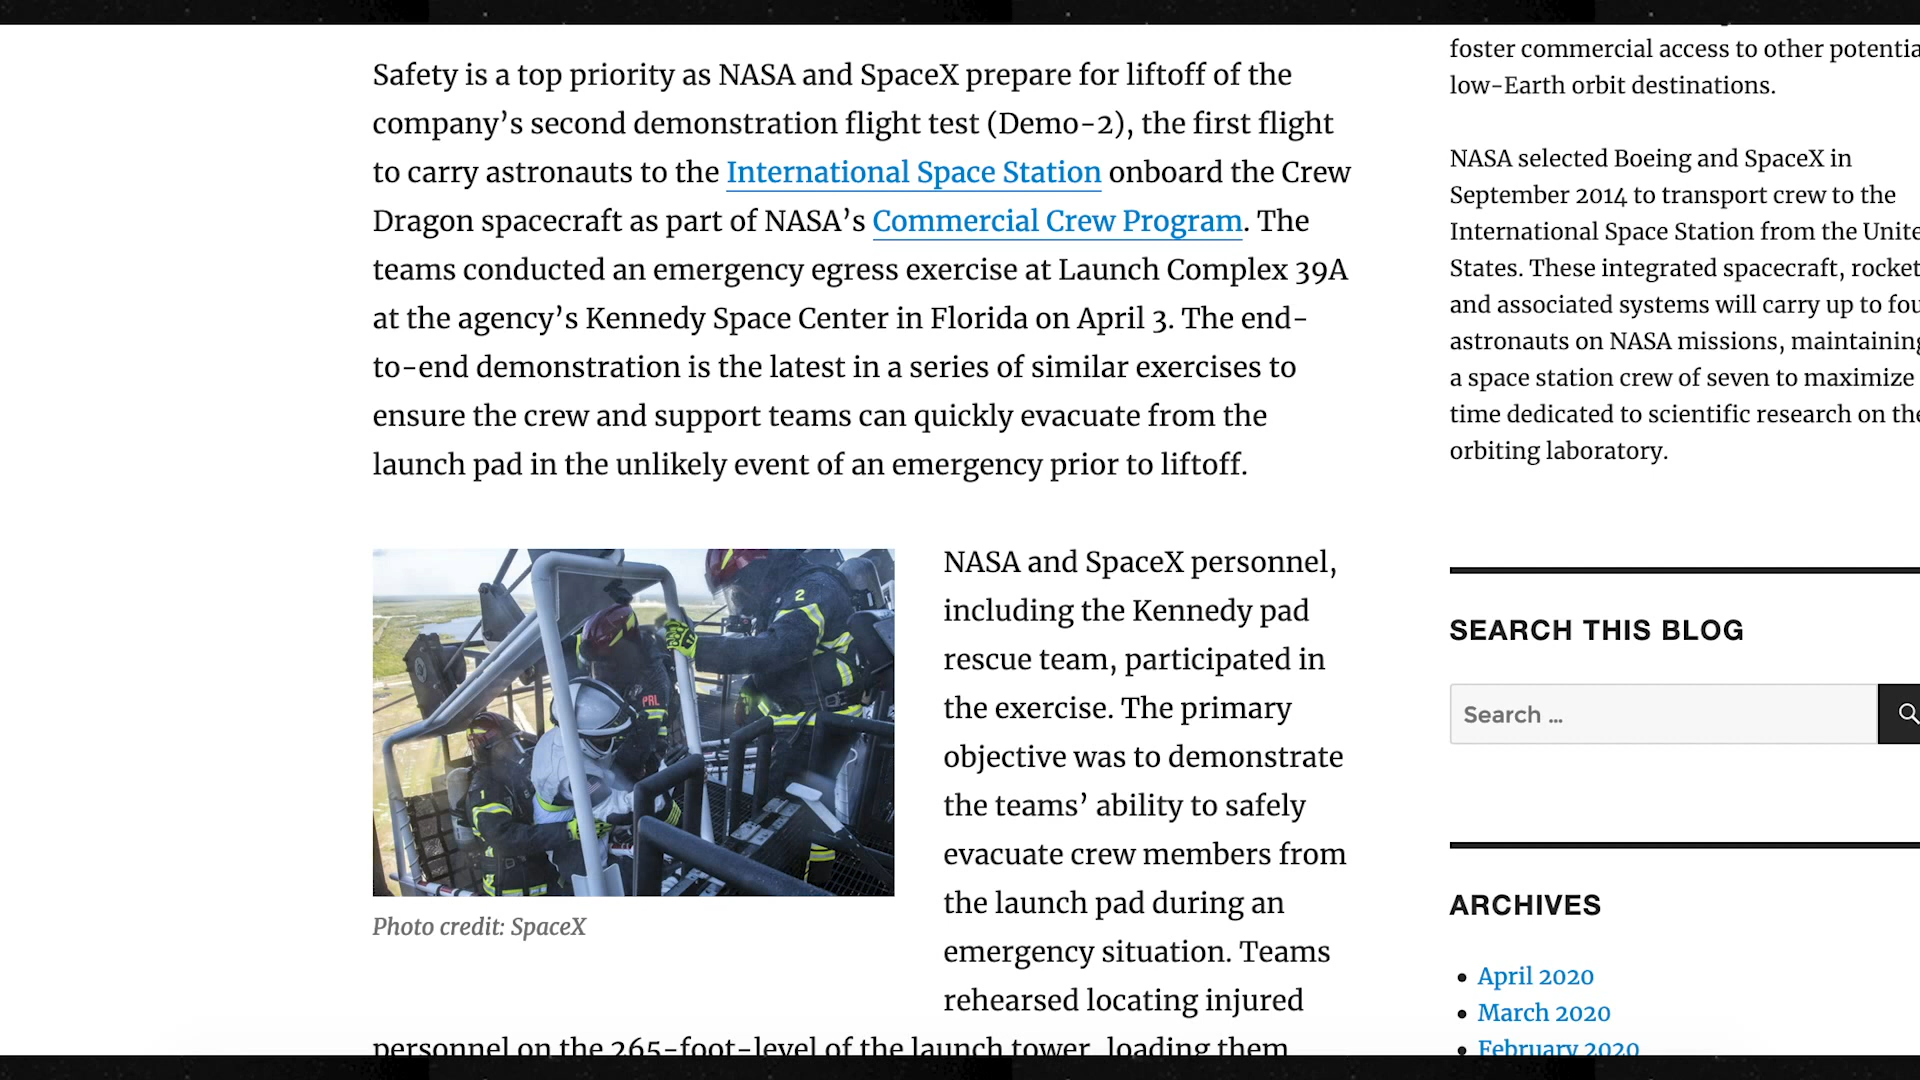 Safety is a top priority as NASA and SpaceX prepare for liftoff of the
company’s second demonstration flight test (Demo-2), the first flight
to carry astronauts to the International Space Station onboard the Crew
Dragon spacecraft as part of NASA’s Commercial Crew Program. The
teams conducted an emergency egress exercise at Launch Complex 39A
at the agency’s Kennedy Space Center in Florida on April 3. The end-
to-end demonstration is the latest in a series of similar exercises to
ensure the crew and support teams can quickly evacuate from the
launch pad in the unlikely event of an emergency prior to liftoff.
2
PRL
1
Photo credit: SpaceX
NASA and SpaceX personnel,
including the Kennedy pad
rescue team, participated in
the exercise. The primary
objective was to demonstrate
the teams’ ability to safely
evacuate crew members from
the launch pad during an
emergency situation. Teams
rehearsed locating injured
personnel on the 265-foot-level of the launch tower, loading them
foster commercial access to other potentia
low-Earth orbit destinations.
NASA selected Boeing and SpaceX in
September 2014 to transport crew to the
International Space Station from the Unite
States. These integrated spacecraft, rocket
and associated systems will carry up to fou
astronauts on NASA missions, maintaining
a space station crew of seven to maximize
time dedicated to scientific research on the
orbiting laboratory.
SEARCH THIS BLOG
Search …
ARCHIVES
April 2020
March 2020
February 2020